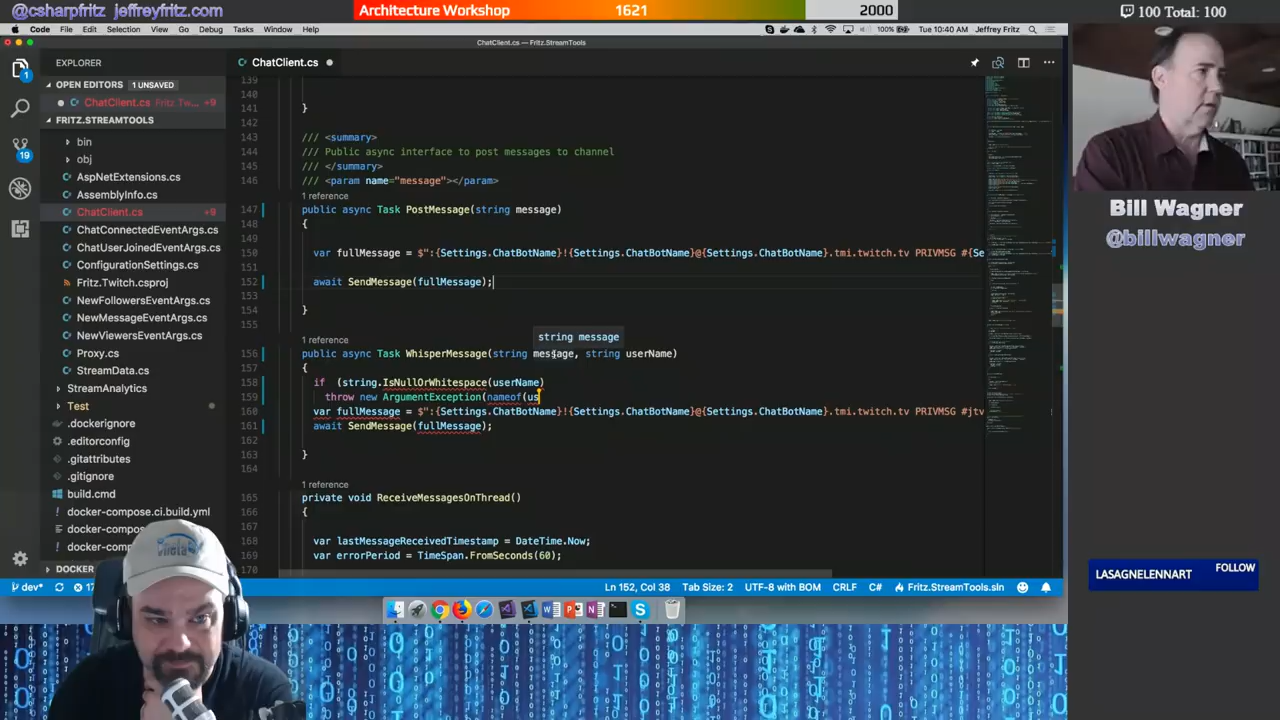 @csharpfritz jeffreyfritz.com
Architecture Workshop 1621 2000
100 Total: 100
Code File Edit Selection View Go Debug Tasks Window Help
100% Tue 10:40 AM Jeffrey Fritz
ChatClient.cs — Fritz.StreamTools
EXPLORER
OPEN EDITORS 1 UNSAVED
ChatClient.cs Fritz Tw... +9
FRITZ.STREAMTOOLS
bin
obj
AspNetExtensions.cs
AssemblyInfo.cs
ChatClient.cs +9
ChatConnectedEventArgs.cs
ChatUserJoinedEventArgs.cs
ConfigurationSettings.cs
Fritz.Twitch.csproj
NewFollowersEventArgs.cs
NewMessageEventArgs.cs
NewViewerEventArgs.cs
Proxy.cs
StreamData.cs
StreamAnalytics
Test
.dockerignore
.editorconfig
.gitattributes
.gitignore
build.cmd
docker-compose.ci.build.yml
ChatClient.cs
139
140
141
142
143 /// <summary>
144 /// Public async interface to post messages to channel
145 /// </summary>
146 /// <param name="message"></param>
reference
147 public async Task PostMessage(string message)
148
149
150 var fullMessage = $":{Settings.ChatBotName}!{Settings.ChatBotName}@{Settings.ChatBotName}.tmi.twitch.tv PRIVMSG #{Se
151
152 await SendMessage(fullMessage);
153
154
155
string message
reference
156 public async Task WhisperMessage(string message, string userName)
158 if (string.IsNullOrWhitespace(userName)
159 throw new ArgumentException(nameof(us
160 var fullMessage = $":{Settings.ChatBotName}!{Settings.ChatBotName}@{Settings.ChatBotName}.tmi.twitch.tv PRIVMSG #jtv
161 await SendMessage(fullMessage);
162
163 }
164
1 reference
165 private void ReceiveMessagesOnThread()
166 {
167
168 var lastMessageReceivedTimestamp = DateTime.Now;
169 var errorPeriod = TimeSpan.FromSeconds(60);
170
dev* Ln 152, Col 38 Tab Size: 2 UTF-8 with BOM CRLF C# Fritz.StreamTools.sln
Bill Wagner
@billwagner
LASAGNELENNART FOLLOW